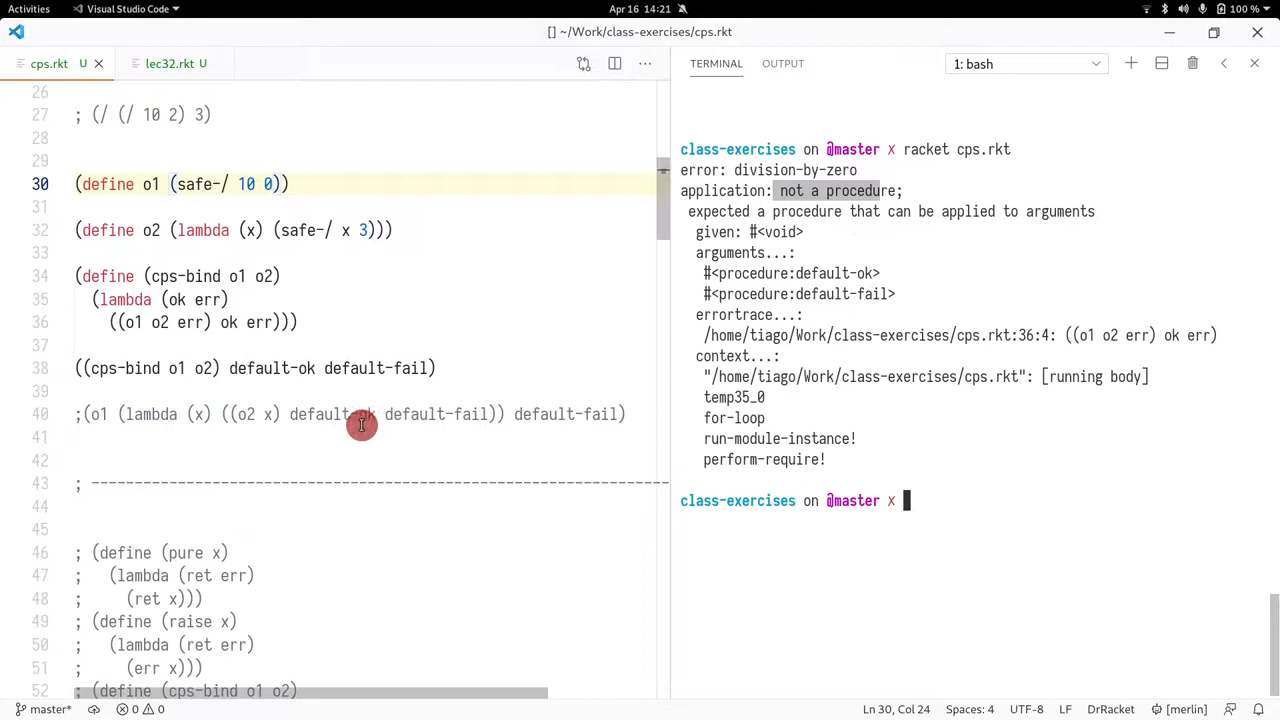 Activities Visual Studio Code Apr 16 14:21 100 %
[] ~/Work/class-exercises/cps.rkt
cps.rkt U lec32.rkt U
TERMINAL OUTPUT 1: bash
26
27 ; (/ (/ 10 2) 3)
28
29
30 (define o1 (safe-/ 10 0))
31
32 (define o2 (lambda (x) (safe-/ x 3)))
33
34 (define (cps-bind o1 o2)
35 (lambda (ok err)
36 ((o1 o2 err) ok err)))
37
38 ((cps-bind o1 o2) default-ok default-fail)
39
40 ;(o1 (lambda (x) ((o2 x) default-ok default-fail)) default-fail)
41
42
43 ; -------------------------------------------------------------------
44
45
46 ; (define (pure x)
47 ; (lambda (ret err)
48 ; (ret x)))
49 ; (define (raise x)
50 ; (lambda (ret err)
51 ; (err x)))
52 ; (define (cps-bind o1 o2)
class-exercises on @master X racket cps.rkt
error: division-by-zero
application: not a procedure;
expected a procedure that can be applied to arguments
given: #<void>
arguments...:
#<procedure:default-ok>
#<procedure:default-fail>
errortrace...:
/home/tiago/Work/class-exercises/cps.rkt:36:4: ((o1 o2 err) ok err)
context...:
"/home/tiago/Work/class-exercises/cps.rkt": [running body]
temp35_0
for-loop
run-module-instance!
perform-require!
class-exercises on @master X
master* 0 0 Ln 30, Col 24 Spaces: 4 UTF-8 LF DrRacket [merlin]